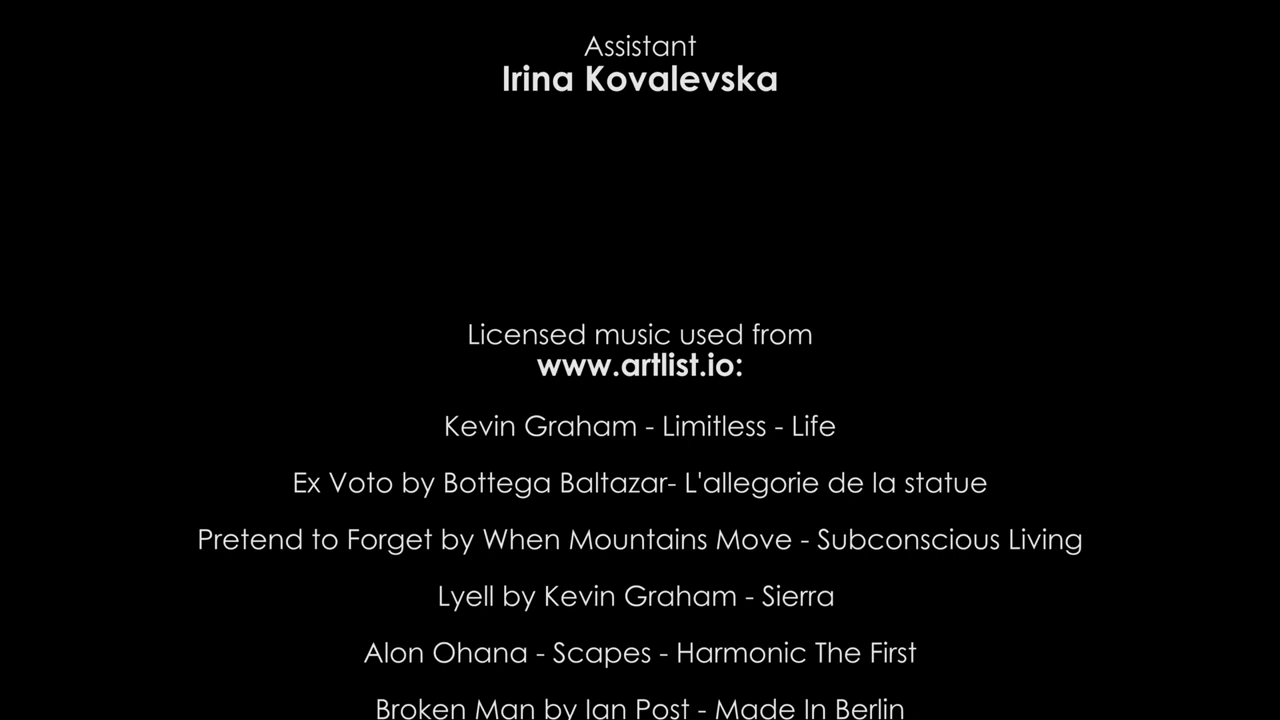 Assistant
Irina Kovalevska
Licensed music used from
www.artlist.io:
Kevin Graham - Limitless - Life
Ex Voto by Bottega Baltazar- L'allegorie de la statue
Pretend to Forget by When Mountains Move - Subconscious Living
Lyell by Kevin Graham - Sierra
Alon Ohana - Scapes - Harmonic The First
Broken Man by Ian Post - Made In Berlin